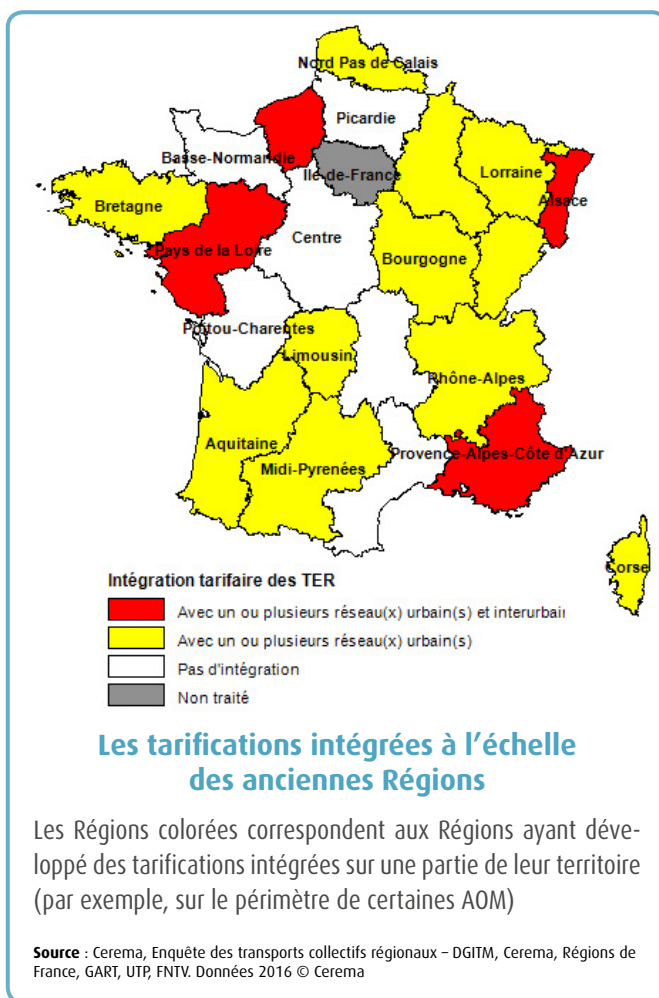 Nord Pas de Calais
Picardie
Basse-Normandie
Ile-de-France
Lorraine
Alsace
Bretagne
Pays de la Loire
Centre
Bourgogne
Poitou-Charentes
Limousin
Rhône-Alpes
Aquitaine
Midi-Pyrenées
Provence-Alpes-Côte d'Azur
Corse
Intégration tarifaire des TER
Avec un ou plusieurs réseau(x) urbain(s) et interurbai
Avec un ou plusieurs réseau(x) urbain(s)
Pas d'intégration
Non traité
Les tarifications intégrées à l'échelle
des anciennes Régions
Les Régions colorées correspondent aux Régions ayant déve-
loppé des tarifications intégrées sur une partie de leur territoire
(par exemple, sur le périmètre de certaines AOM)
Source : Cerema, Enquête des transports collectifs régionaux – DGITM, Cerema, Régions de
France, GART, UTP, FNTV. Données 2016 © Cerema